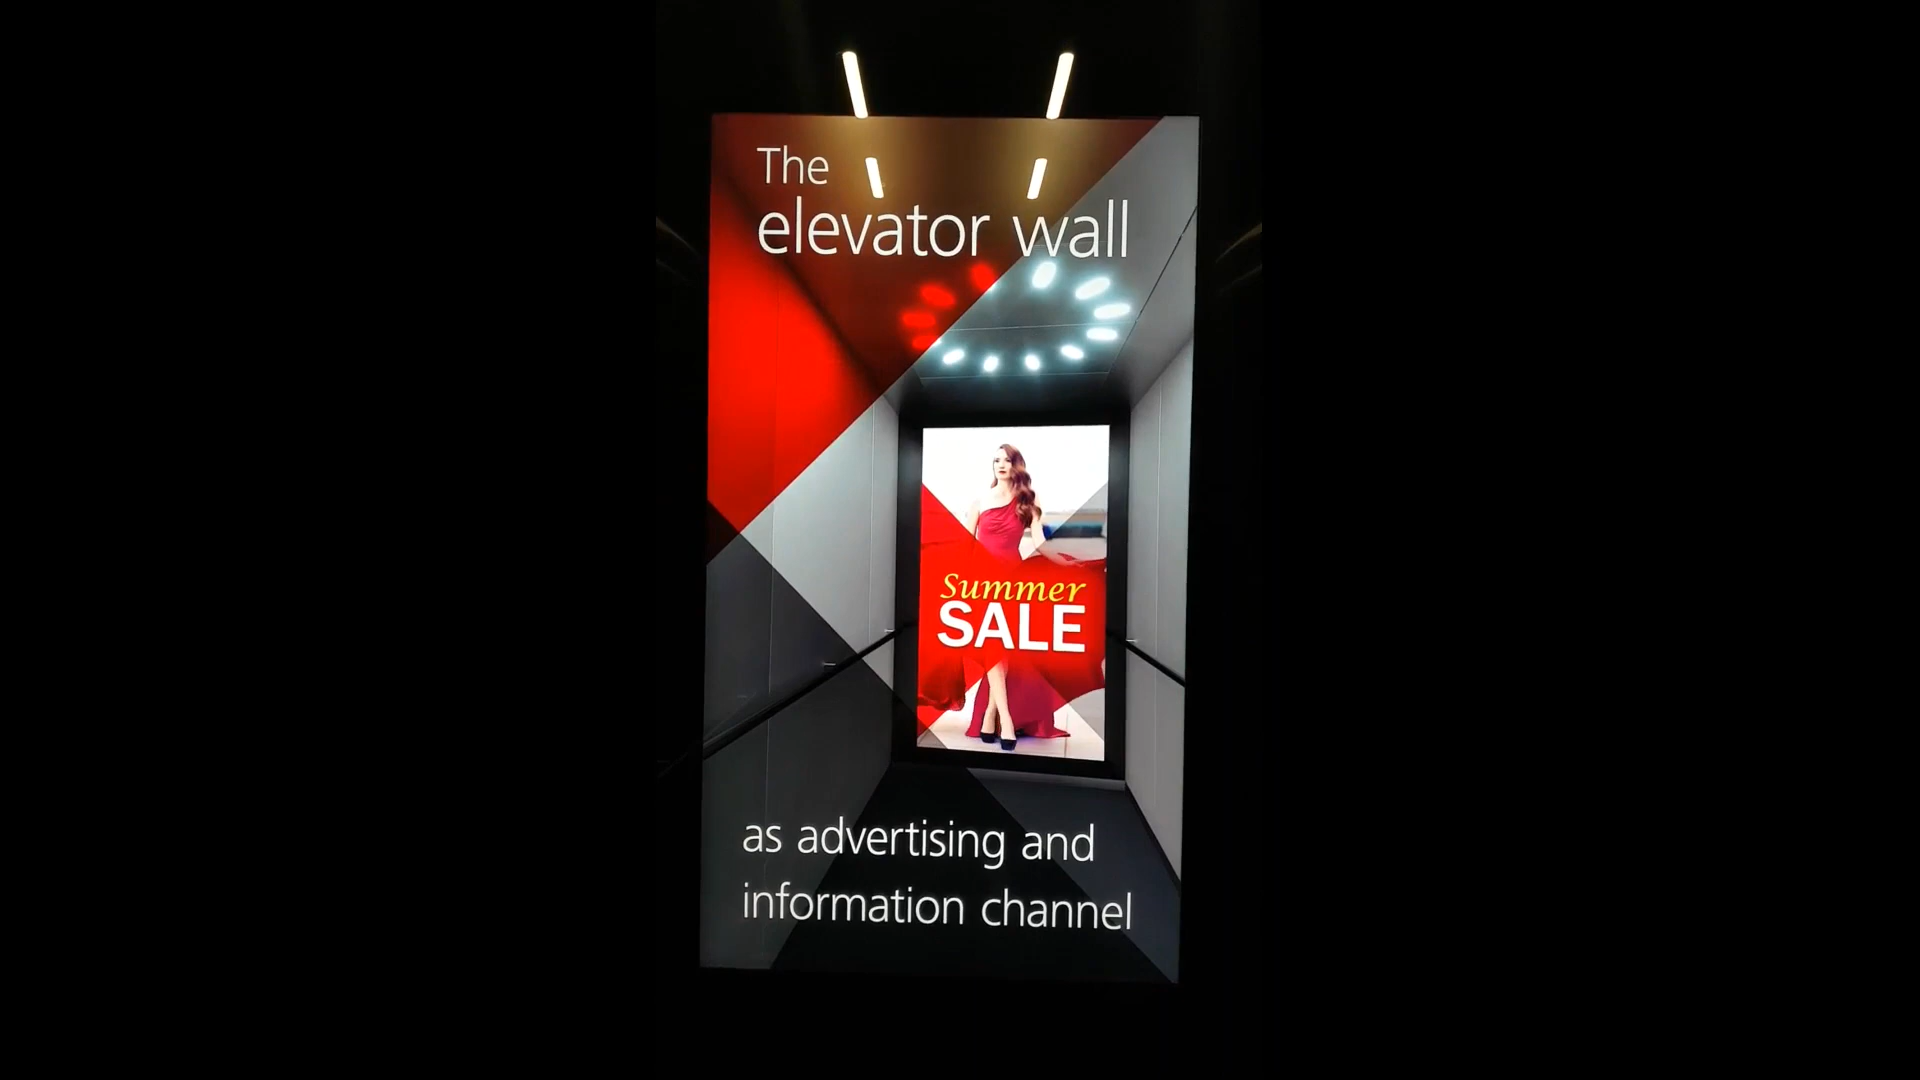 The
elevator wall
Summer
SALE
as advertising and
information channel